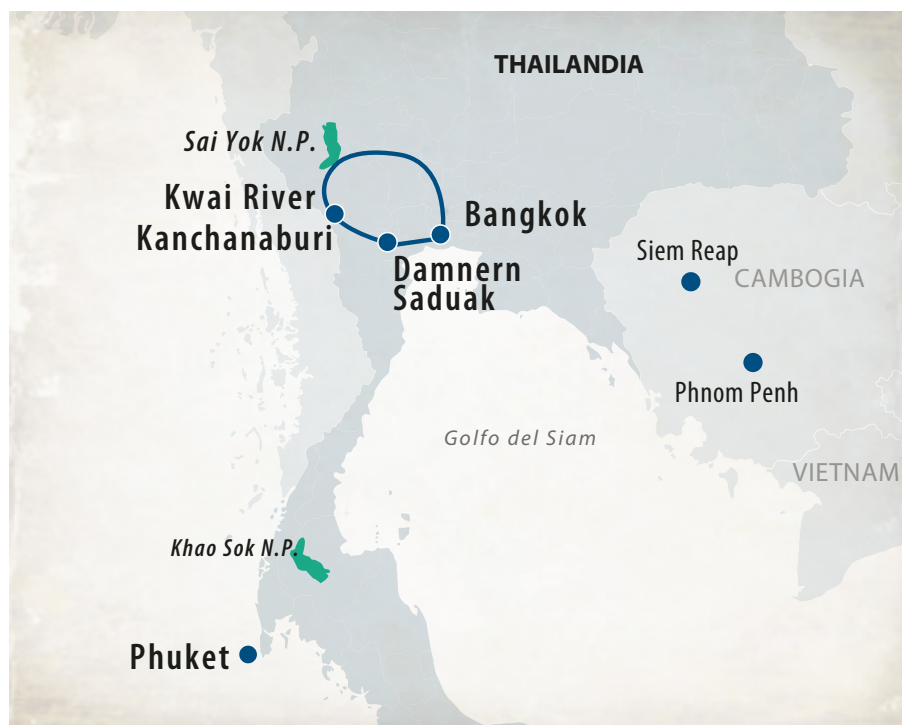 THAILANDIA
Sai Yok N.P.
Kwai River
Kanchanaburi
Bangkok
Damnern
Saduak
Siem Reap
CAMBOGIA
Phnom Penh
Golfo del Siam
VIETNAM
Khao Sok N.P.
Phuket